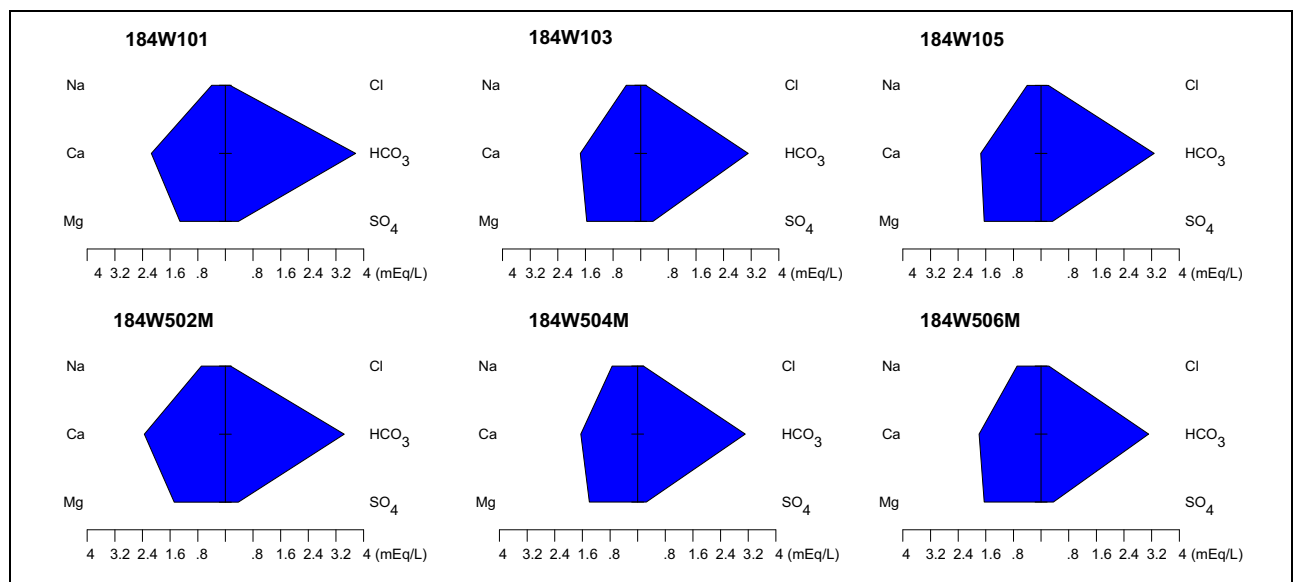 184W101 184W103 184W105
Na Cl Na Cl Na Cl
Ca HCO3 Ca HCO3 Ca HCO3
Mg SO4 Mg SO4 Mg SO4
4 3.2 2.4 1.6 .8 .8 1.6 2.4 3.2 4 (mEq/L) 4 3.2 2.4 1.6 .8 .8 1.6 2.4 3.2 4 (mEq/L) 4 3.2 2.4 1.6 .8 .8 1.6 2.4 3.2 4 (mEq/L)
184W502M 184W504M 184W506M
Na Cl Na Cl Na Cl
Ca HCO3 Ca HCO3 Ca HCO3
Mg SO4 Mg SO4 Mg SO4
4 3.2 2.4 1.6 .8 .8 1.6 2.4 3.2 4 (mEq/L) 4 3.2 2.4 1.6 .8 .8 1.6 2.4 3.2 4 (mEq/L) 4 3.2 2.4 1.6 .8 .8 1.6 2.4 3.2 4 (mEq/L)